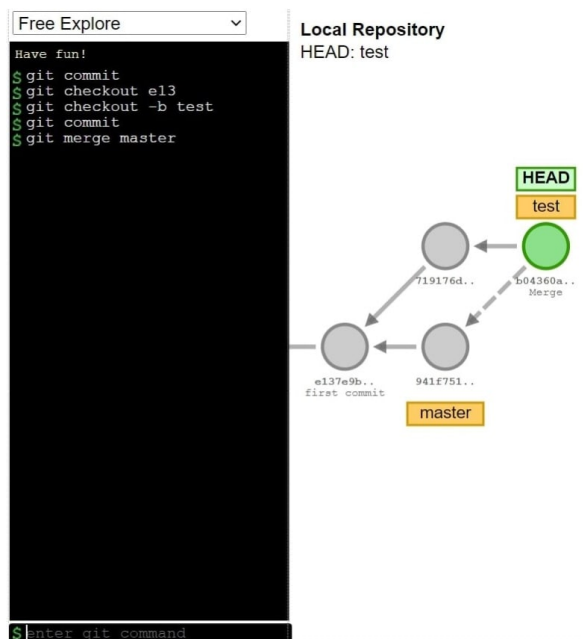 Free Explore
Have fun!
$ git commit
$ git checkout e13
$ git checkout -b test
$ git commit
$ git merge master
$ enter git command
Local Repository
HEAD: test
HEAD
test
719176d..
b04360a..
Merge
e137e9b..
first commit
941f751..
master